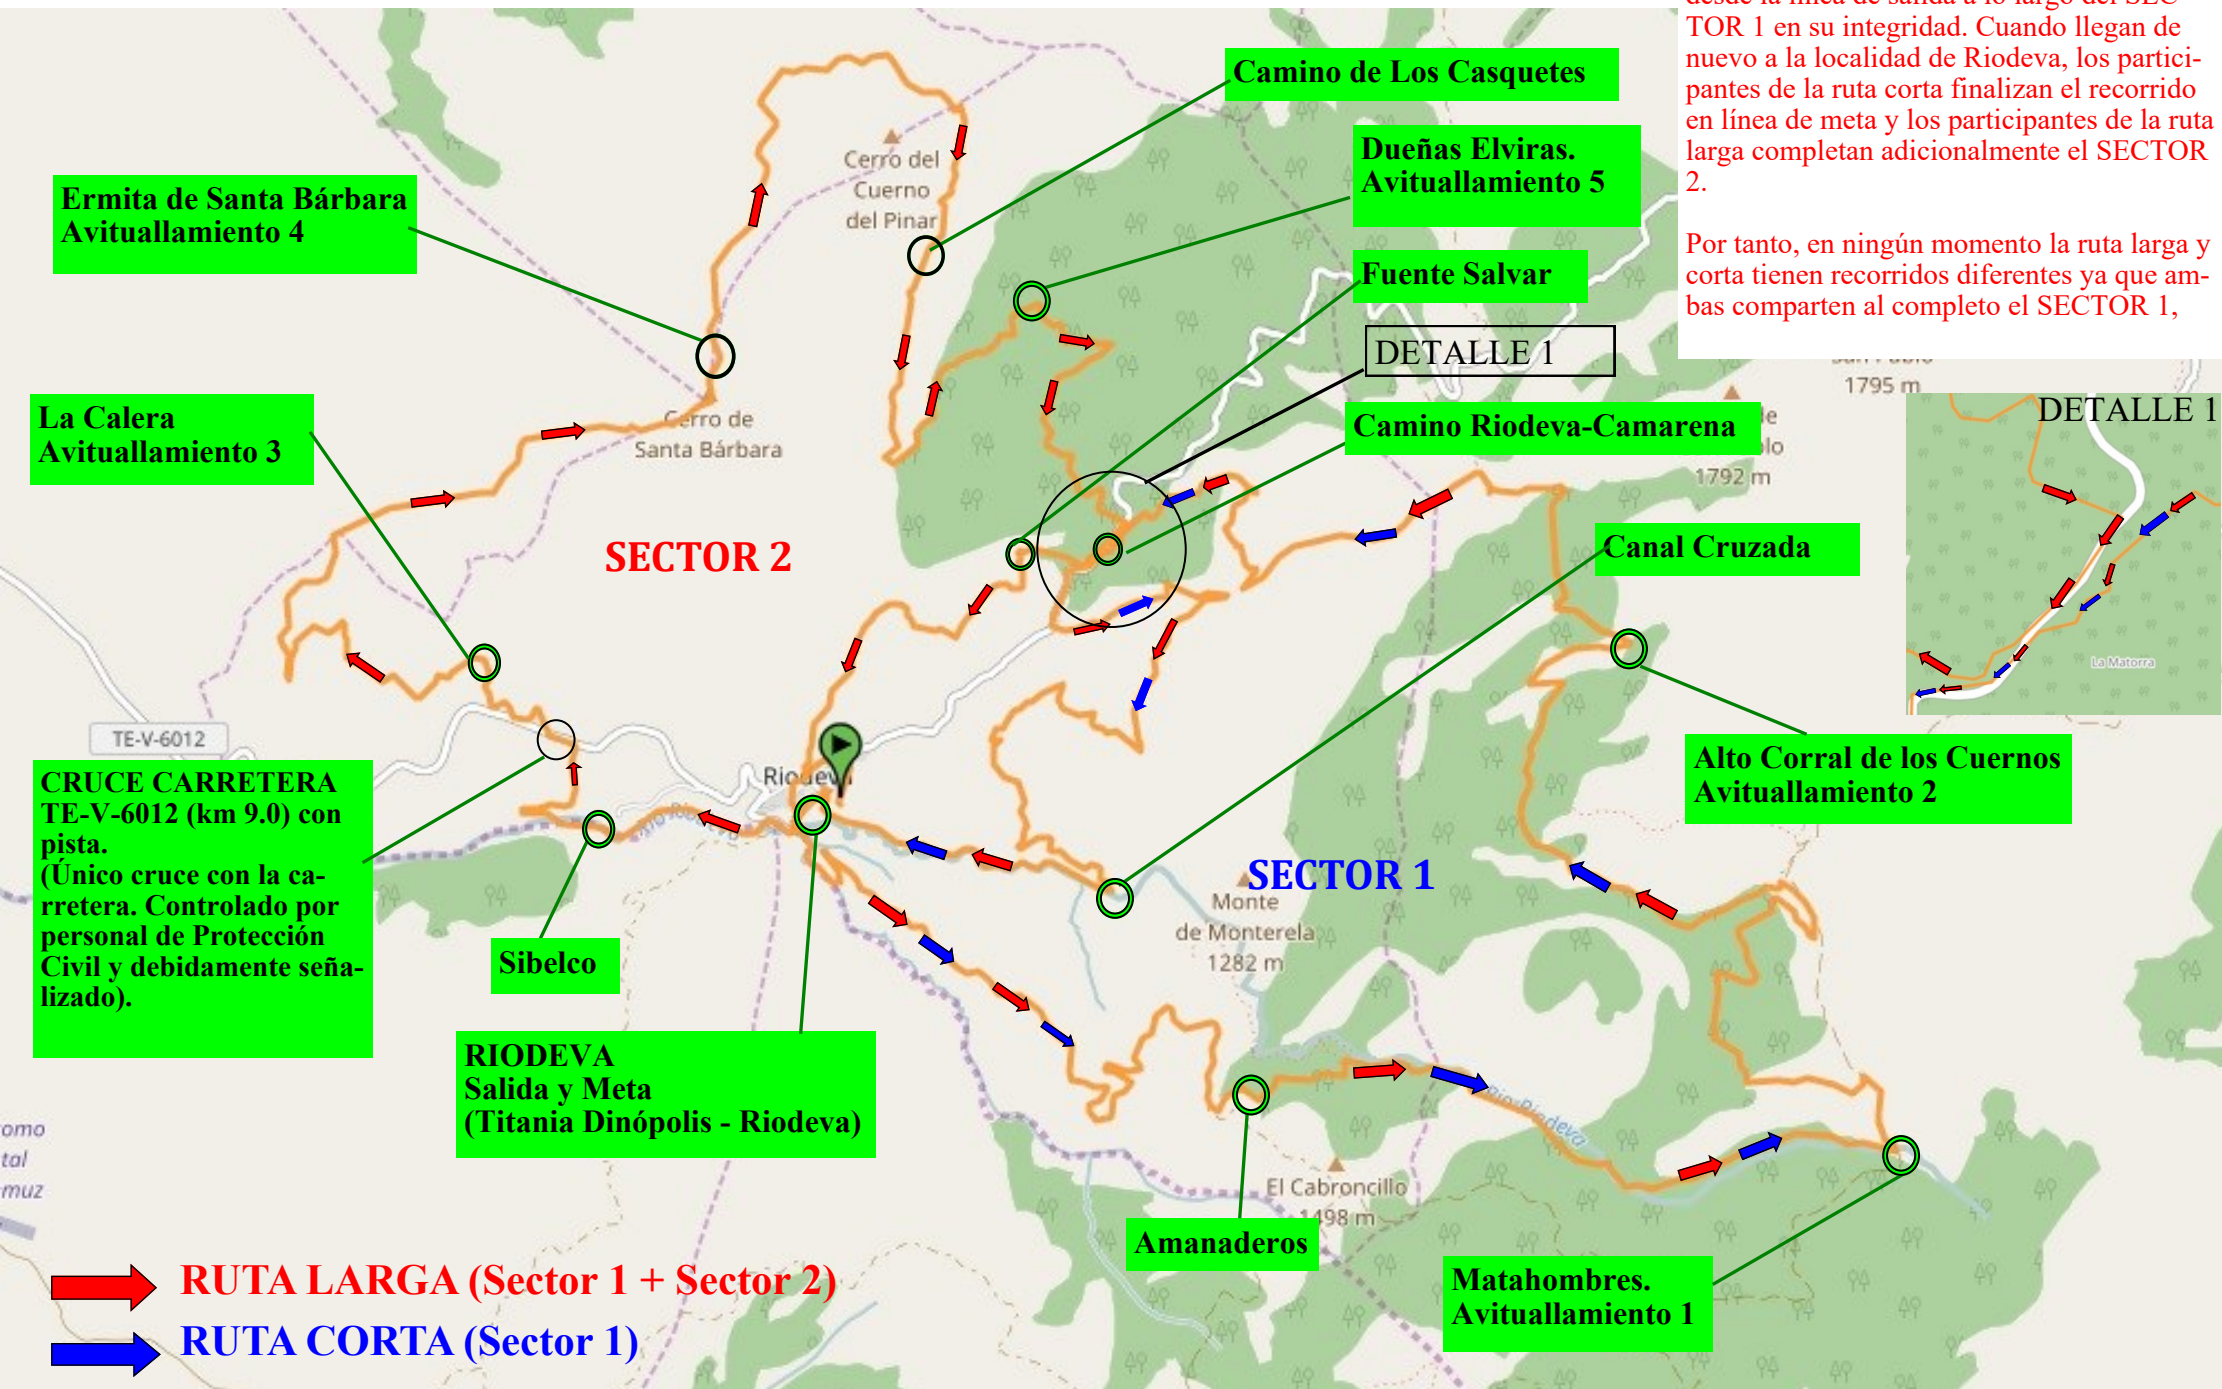 TOR 1 en su integridad. Cuando llegan de
nuevo a la localidad de Riodeva, los partici-
pantes de la ruta corta finalizan el recorrido
en línea de meta y los participantes de la ruta
larga completan adicionalmente el SECTOR
2.
Por tanto, en ningún momento la ruta larga y
corta tienen recorridos diferentes ya que am-
bas comparten al completo el SECTOR 1,
Camino de Los Casquetes
Dueñas Elviras.
Avituallamiento 5
Cerro del
Cuerno
del Pinar
Ermita de Santa Bárbara
Avituallamiento 4
Fuente Salvar
DETALLE 1
1795 m
DETALLE 1
La Calera
Avituallamiento 3
Cerro de
Santa Bárbara
Camino Riodeva-Camarena
1792 m
SECTOR 2
Canal Cruzada
La Matorra
TE-V-6012
Riodeva
Alto Corral de los Cuernos
Avituallamiento 2
CRUCE CARRETERA
TE-V-6012 (km 9.0) con
pista.
(Único cruce con la ca-
rretera. Controlado por
personal de Protección
Civil y debidamente seña-
lizado).
SECTOR 1
Monte
de Monterela
1282 m
Sibelco
RIODEVA
Salida y Meta
(Titania Dinópolis - Riodeva)
Río Riodeva
El Cabroncillo
1498 m
Amanaderos
Matahombres.
Avituallamiento 1
RUTA LARGA (Sector 1 + Sector 2)
RUTA CORTA (Sector 1)